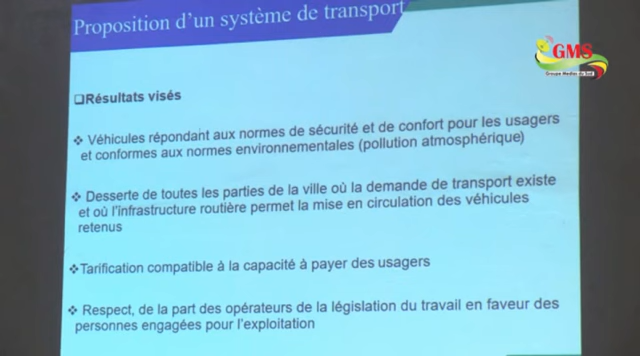 Proposition d'un système de transport
GMS
Groupe Medias du Sud
❑Résultats visés
❖ Véhicules répondant aux normes de sécurité et de confort pour les usagers
et conformes aux normes environnementales (pollution atmosphérique)
❖ Desserte de toutes les parties de la ville où la demande de transport existe
et où l'infrastructure routière permet la mise en circulation des véhicules
retenus
❖Tarification compatible à la capacité à payer des usagers
❖ Respect, de la part des opérateurs de la législation du travail en faveur des
personnes engagées pour l'exploitation